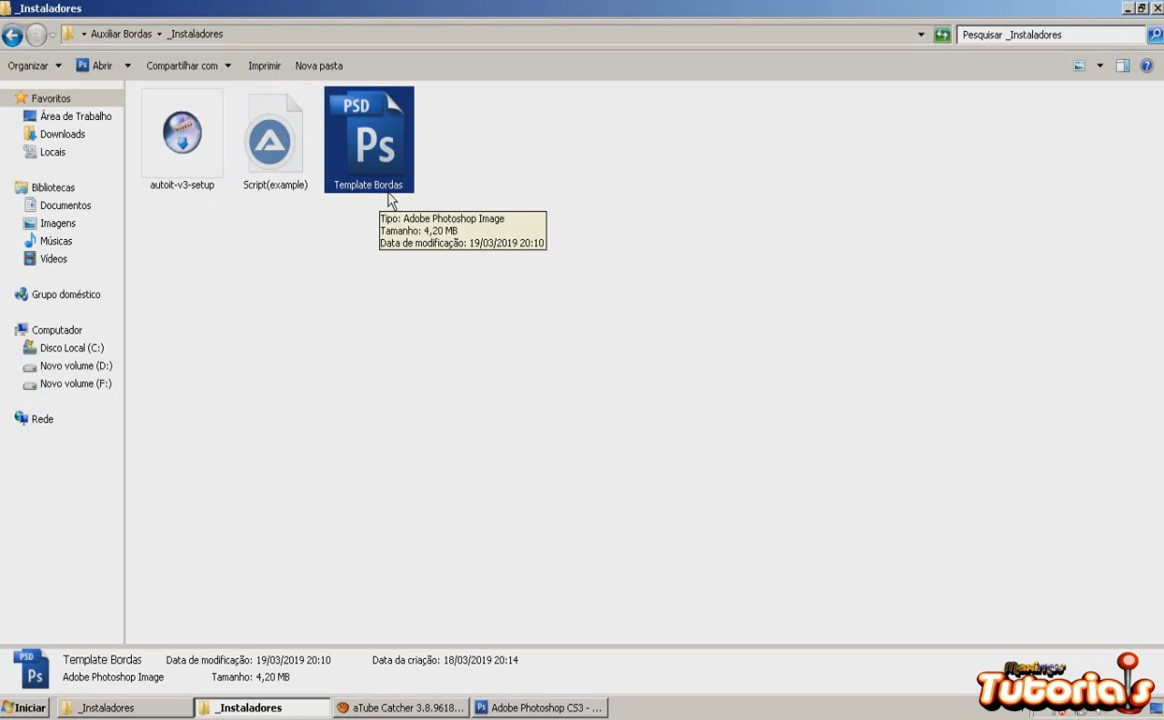 _Instaladores
Auxiliar Bordas
_Instaladores
Pesquisar _Instaladores
Organizar
Ps
Abrir
Compartilhar com
Imprimir
Nova pasta
Favoritos
Área de Trabalho
Downloads
Locais
Bibliotecas
Documentos
Imagens
Músicas
Vídeos
Grupo doméstico
Computador
Disco Local (C:)
Novo volume (D:)
Novo volume (F:)
Rede
PSD
Ps
autoit-v3-setup
Script(example)
Template Bordas
Tipo: Adobe Photoshop Image
Tamanho: 4,20 MB
Data de modificação: 19/03/2019 20:10
PSD
Ps
Template Bordas
Data de modificação: 19/03/2019 20:10
Data da criação: 18/03/2019 20:14
Adobe Photoshop Image
Tamanho: 4,20 MB
Tutoria's
Iniciar
_Instaladores
_Instaladores
aTube Catcher 3.8.9618...
Ps
Adobe Photoshop CS3 - ...